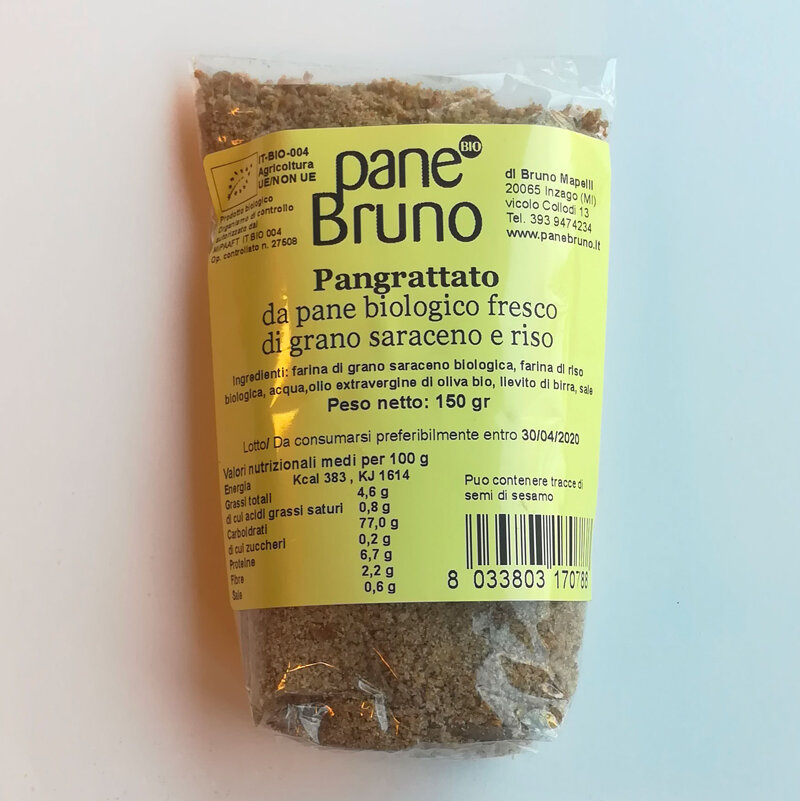 IT-BIO-004
Agricoltura
UE/NON UE
Prodotto biologico
Organismo di controllo
autorizzato dal
MIPAAFT IT BIO 004
Op. controllato n. 27508
pane BIO
Bruno
di Bruno Mapelli
20065 Inzago (MI)
vicolo Collodi 13
Tel. 393 9474234
www.panebruno.it
Pangrattato
da pane biologico fresco
di grano saraceno e riso
Ingredienti: farina di grano saraceno biologica, farina di riso
biologica, acqua,olio extravergine di oliva bio, lievito di birra, sale
Peso netto: 150 gr
Lotto/ Da consumarsi preferibilmente entro 30/04/2020
Valori nutrizionali medi per 100 g
Energia Kcal 383 , KJ 1614
Grassi totali 4,6 g
di cui acidi grassi saturi 0,8 g
Carboidrati 77,0 g
di cui zuccheri 0,2 g
Proteine 6,7 g
Fibre 2,2 g
Sale 0,6 g
Puo contenere tracce di
semi di sesamo
8 033803 170786